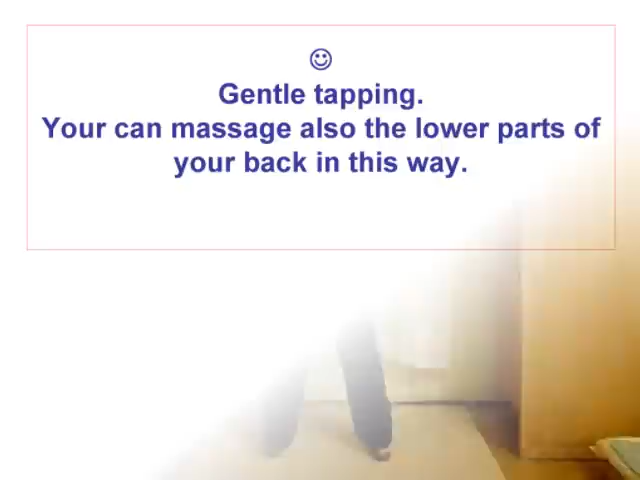 ☺
Gentle tapping.
Your can massage also the lower parts of
your back in this way.